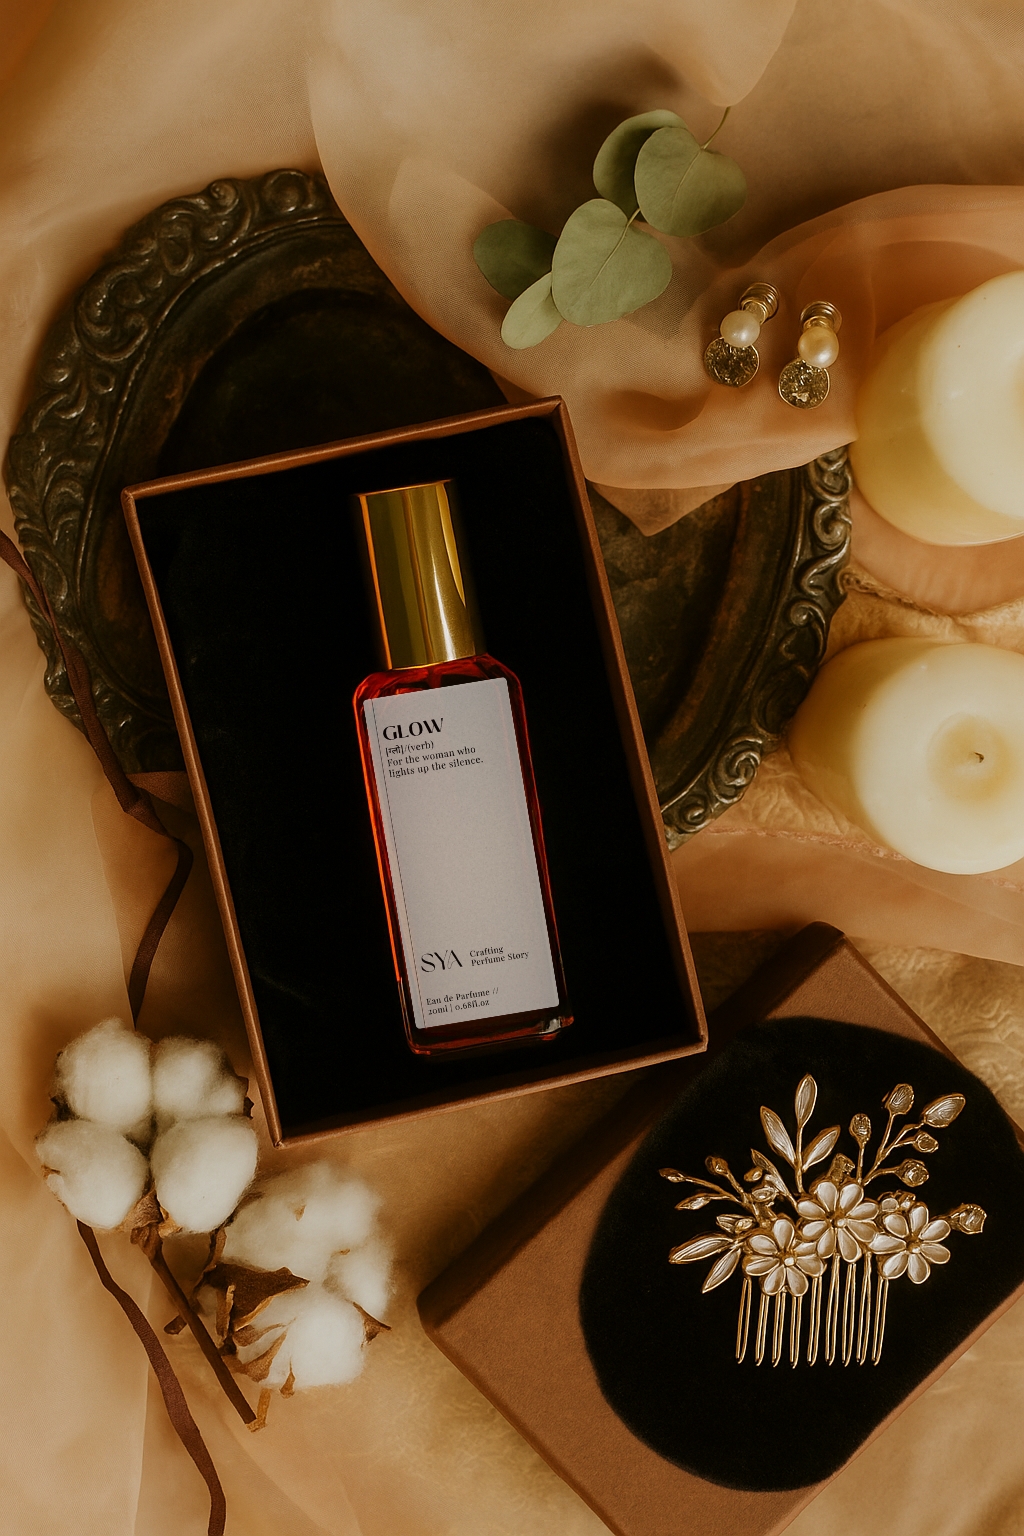 GLOW
[ग्लो]/(verb)
For the woman who
lights up the silence.
SYA
Crafting
Perfume Story
Eau de Parfume //
20ml | 0.68fl.oz